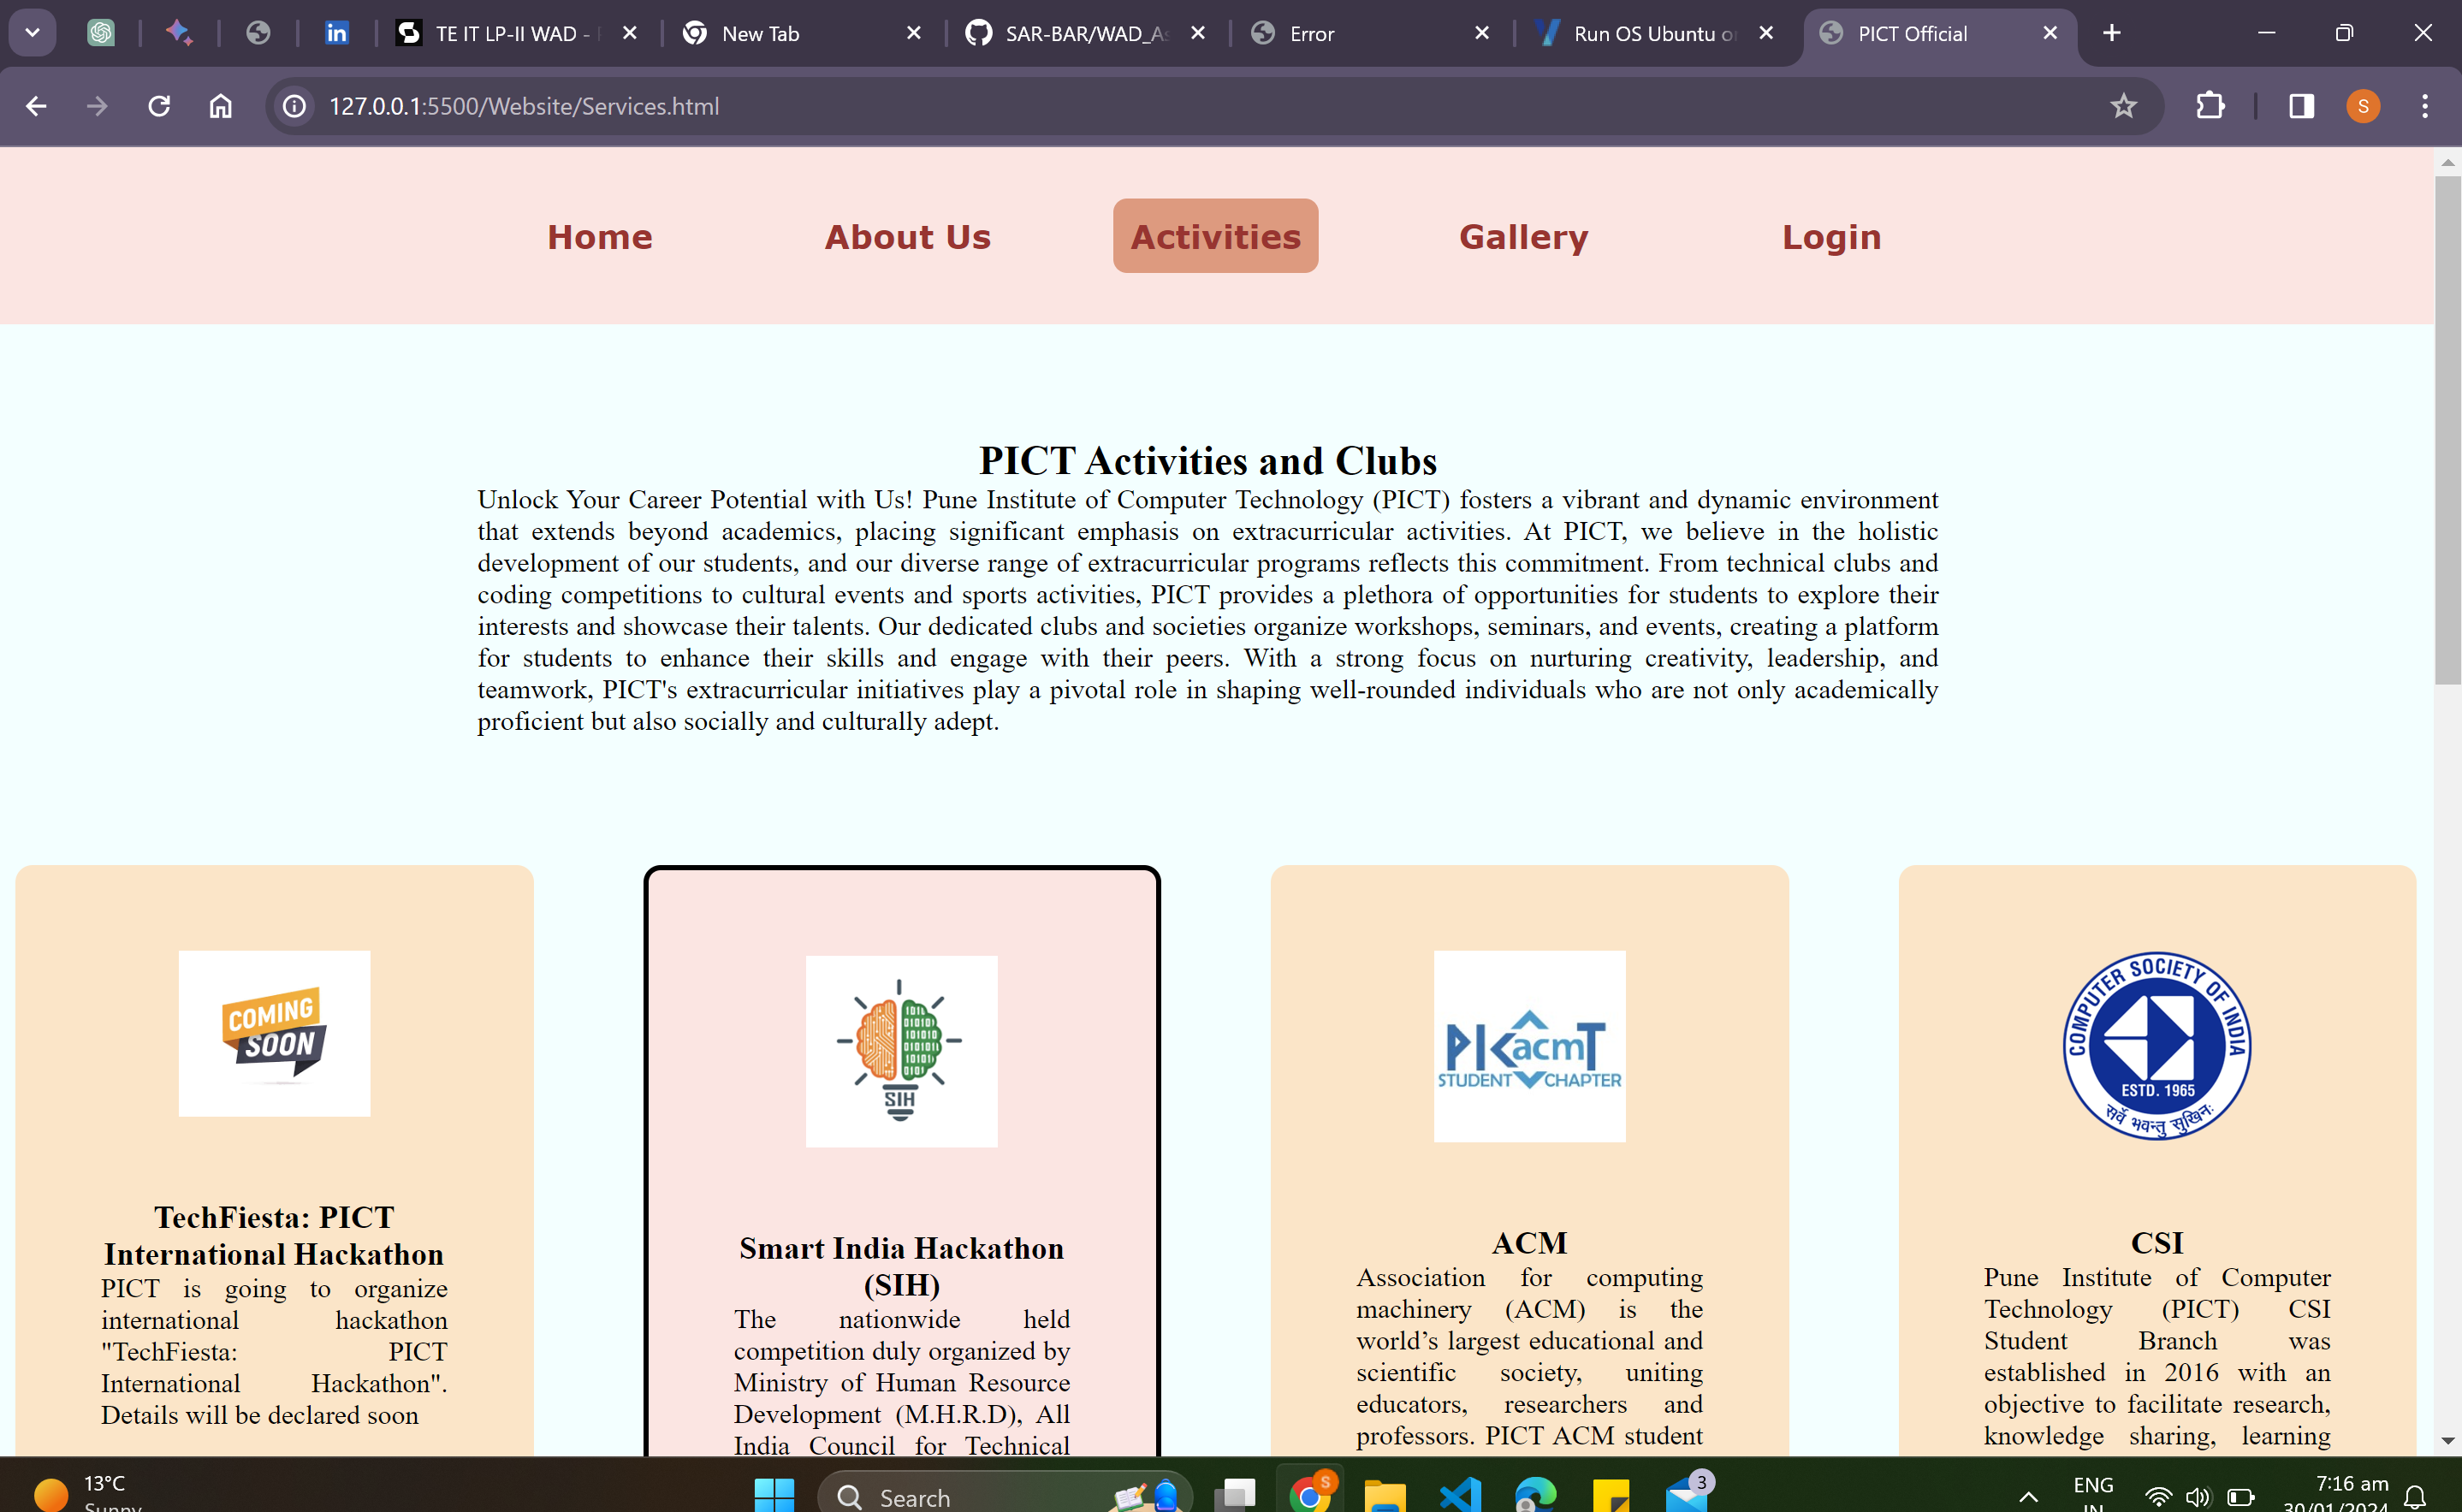 TE IT LP-II WAD -
New Tab
SAR-BAR/WAD_As
Error
Run OS Ubuntu o
PICT Official
127.0.0.1:5500/Website/Services.html
S
Home
About Us
Activities
Gallery
Login
PICT Activities and Clubs
Unlock Your Career Potential with Us! Pune Institute of Computer Technology (PICT) fosters a vibrant and dynamic environment
that extends beyond academics, placing significant emphasis on extracurricular activities. At PICT, we believe in the holistic
development of our students, and our diverse range of extracurricular programs reflects this commitment. From technical clubs and
coding competitions to cultural events and sports activities, PICT provides a plethora of opportunities for students to explore their
interests and showcase their talents. Our dedicated clubs and societies organize workshops, seminars, and events, creating a platform
for students to enhance their skills and engage with their peers. With a strong focus on nurturing creativity, leadership, and
teamwork, PICT's extracurricular initiatives play a pivotal role in shaping well-rounded individuals who are not only academically
proficient but also socially and culturally adept.
COMING
SOON
TechFiesta: PICT
International Hackathon
PICT is going to organize
international hackathon
"TechFiesta: PICT
International Hackathon".
Details will be declared soon
SIH
Smart India Hackathon
(SIH)
The nationwide held
competition duly organized by
Ministry of Human Resource
Development (M.H.R.D), All
India Council for Technical
PICT acm
STUDENT CHAPTER
ACM
Association for computing
machinery (ACM) is the
world’s largest educational and
scientific society, uniting
educators, researchers and
professors. PICT ACM student
COMPUTER SOCIETY OF INDIA
ESTD. 1965
सर्वे भवन्तु सुखिनः
CSI
Pune Institute of Computer
Technology (PICT) CSI
Student Branch was
established in 2016 with an
objective to facilitate research,
knowledge sharing, learning
13°C
Sunny
Search
S
3
ENG
IN
7:16 am
30/01/2024